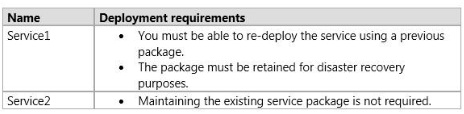 Name Deployment requirements
Service1 • You must be able to re-deploy the service using a previous
package.
• The package must be retained for disaster recovery
purposes.
Service2 • Maintaining the existing service package is not required.